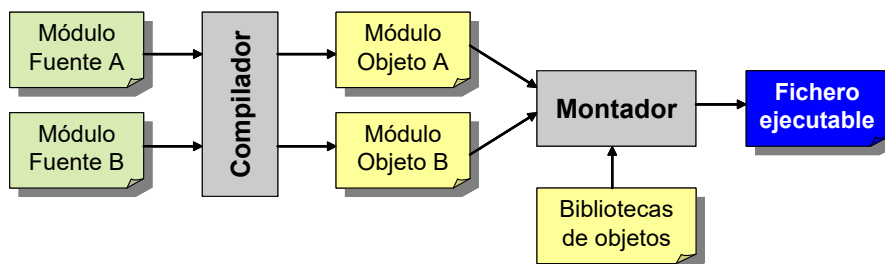 Módulo
Fuente A
Módulo
Fuente B
Compilador
Módulo
Objeto A
Módulo
Objeto B
Montador
Bibliotecas
de objetos
Fichero
ejecutable